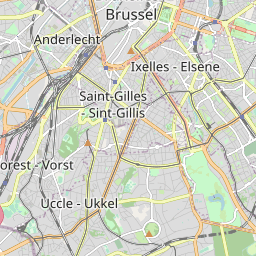 Brussel
Anderlecht
Ixelles - Elsene
Saint-Gilles
- Sint-Gillis
orest - Vorst
Uccle - Ukkel